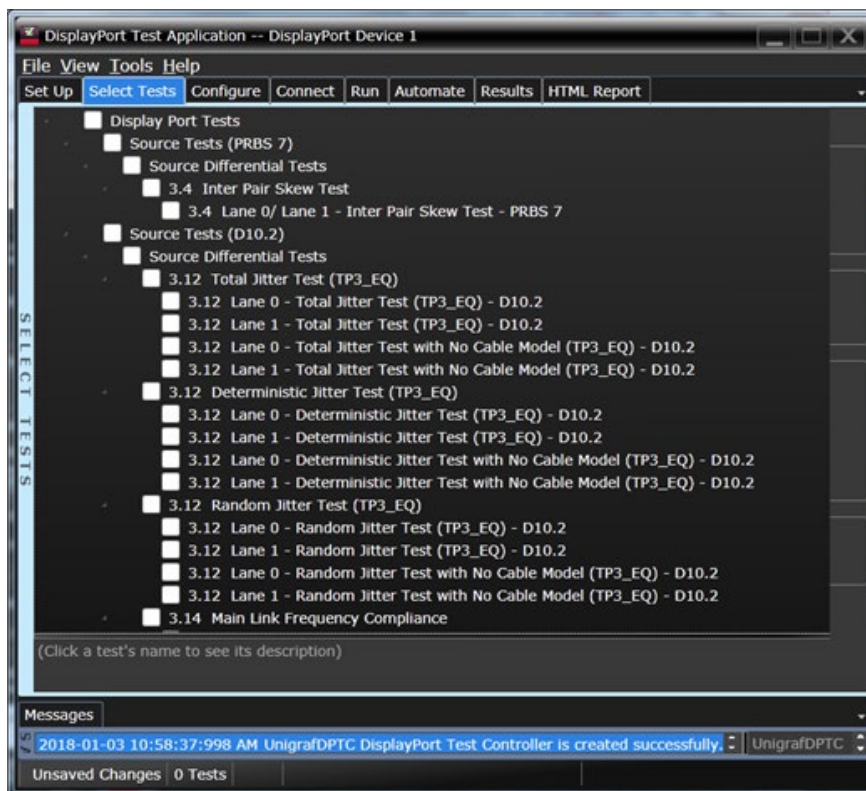 DisplayPort Test Application -- DisplayPort Device 1
File View Tools Help
Set Up Select Tests Configure Connect Run Automate Results HTML Report
Display Port Tests
Source Tests (PRBS 7)
Source Differential Tests
3.4 Inter Pair Skew Test
3.4 Lane 0/ Lane 1 - Inter Pair Skew Test - PRBS 7
Source Tests (D10.2)
Source Differential Tests
3.12 Total Jitter Test (TP3_EQ)
3.12 Lane 0 - Total Jitter Test (TP3_EQ) - D10.2
3.12 Lane 1 - Total Jitter Test (TP3_EQ) - D10.2
3.12 Lane 0 - Total Jitter Test with No Cable Model (TP3_EQ) - D10.2
3.12 Lane 1 - Total Jitter Test with No Cable Model (TP3_EQ) - D10.2
3.12 Deterministic Jitter Test (TP3_EQ)
3.12 Lane 0 - Deterministic Jitter Test (TP3_EQ) - D10.2
3.12 Lane 1 - Deterministic Jitter Test (TP3_EQ) - D10.2
3.12 Lane 0 - Deterministic Jitter Test with No Cable Model (TP3_EQ) - D10.2
3.12 Lane 1 - Deterministic Jitter Test with No Cable Model (TP3_EQ) - D10.2
3.12 Random Jitter Test (TP3_EQ)
3.12 Lane 0 - Random Jitter Test (TP3_EQ) - D10.2
3.12 Lane 1 - Random Jitter Test (TP3_EQ) - D10.2
3.12 Lane 0 - Random Jitter Test with No Cable Model (TP3_EQ) - D10.2
3.12 Lane 1 - Random Jitter Test with No Cable Model (TP3_EQ) - D10.2
3.14 Main Link Frequency Compliance
SELECT TESTS
(Click a test's name to see its description)
Messages
2018-01-03 10:58:37:998 AM UnigrafDPTC DisplayPort Test Controller is created successfully. UnigrafDPTC
Unsaved Changes 0 Tests